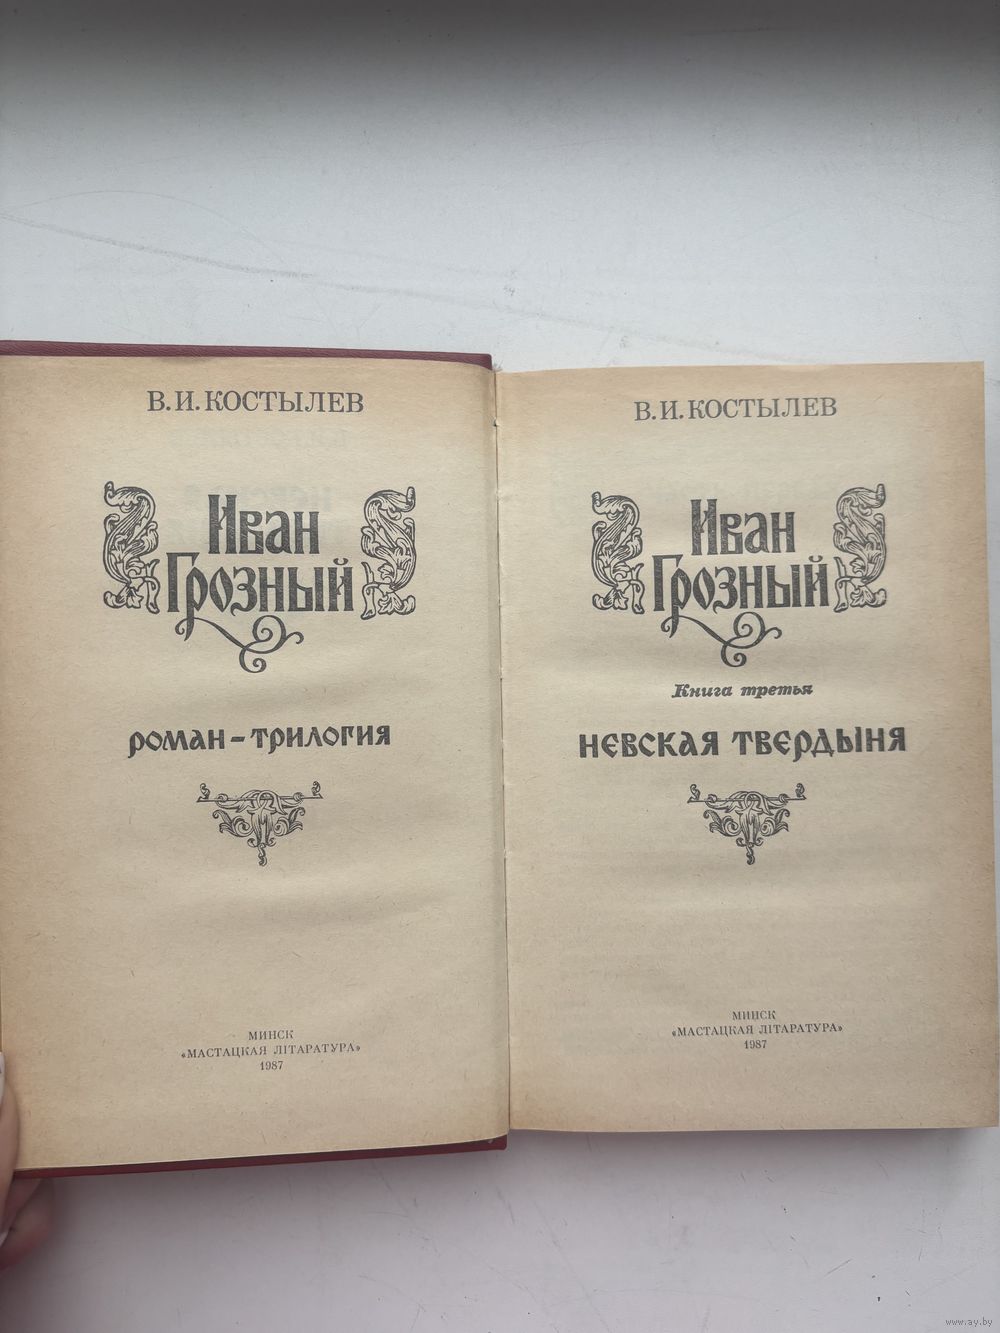 В.И.КОСТЫЛЕВ
Иван
Грозный
роман-трилогия
МИНСК
«МАСТАЦКАЯ ЛІТАРАТУРА»
1987
В.И.КОСТЫЛЕВ
Иван
Грозный
Книга третья
НЕВСКАЯ ТВЕРДЫНЯ
МИНСК
«МАСТАЦКАЯ ЛІТАРАТУРА»
1987
www.ay.by